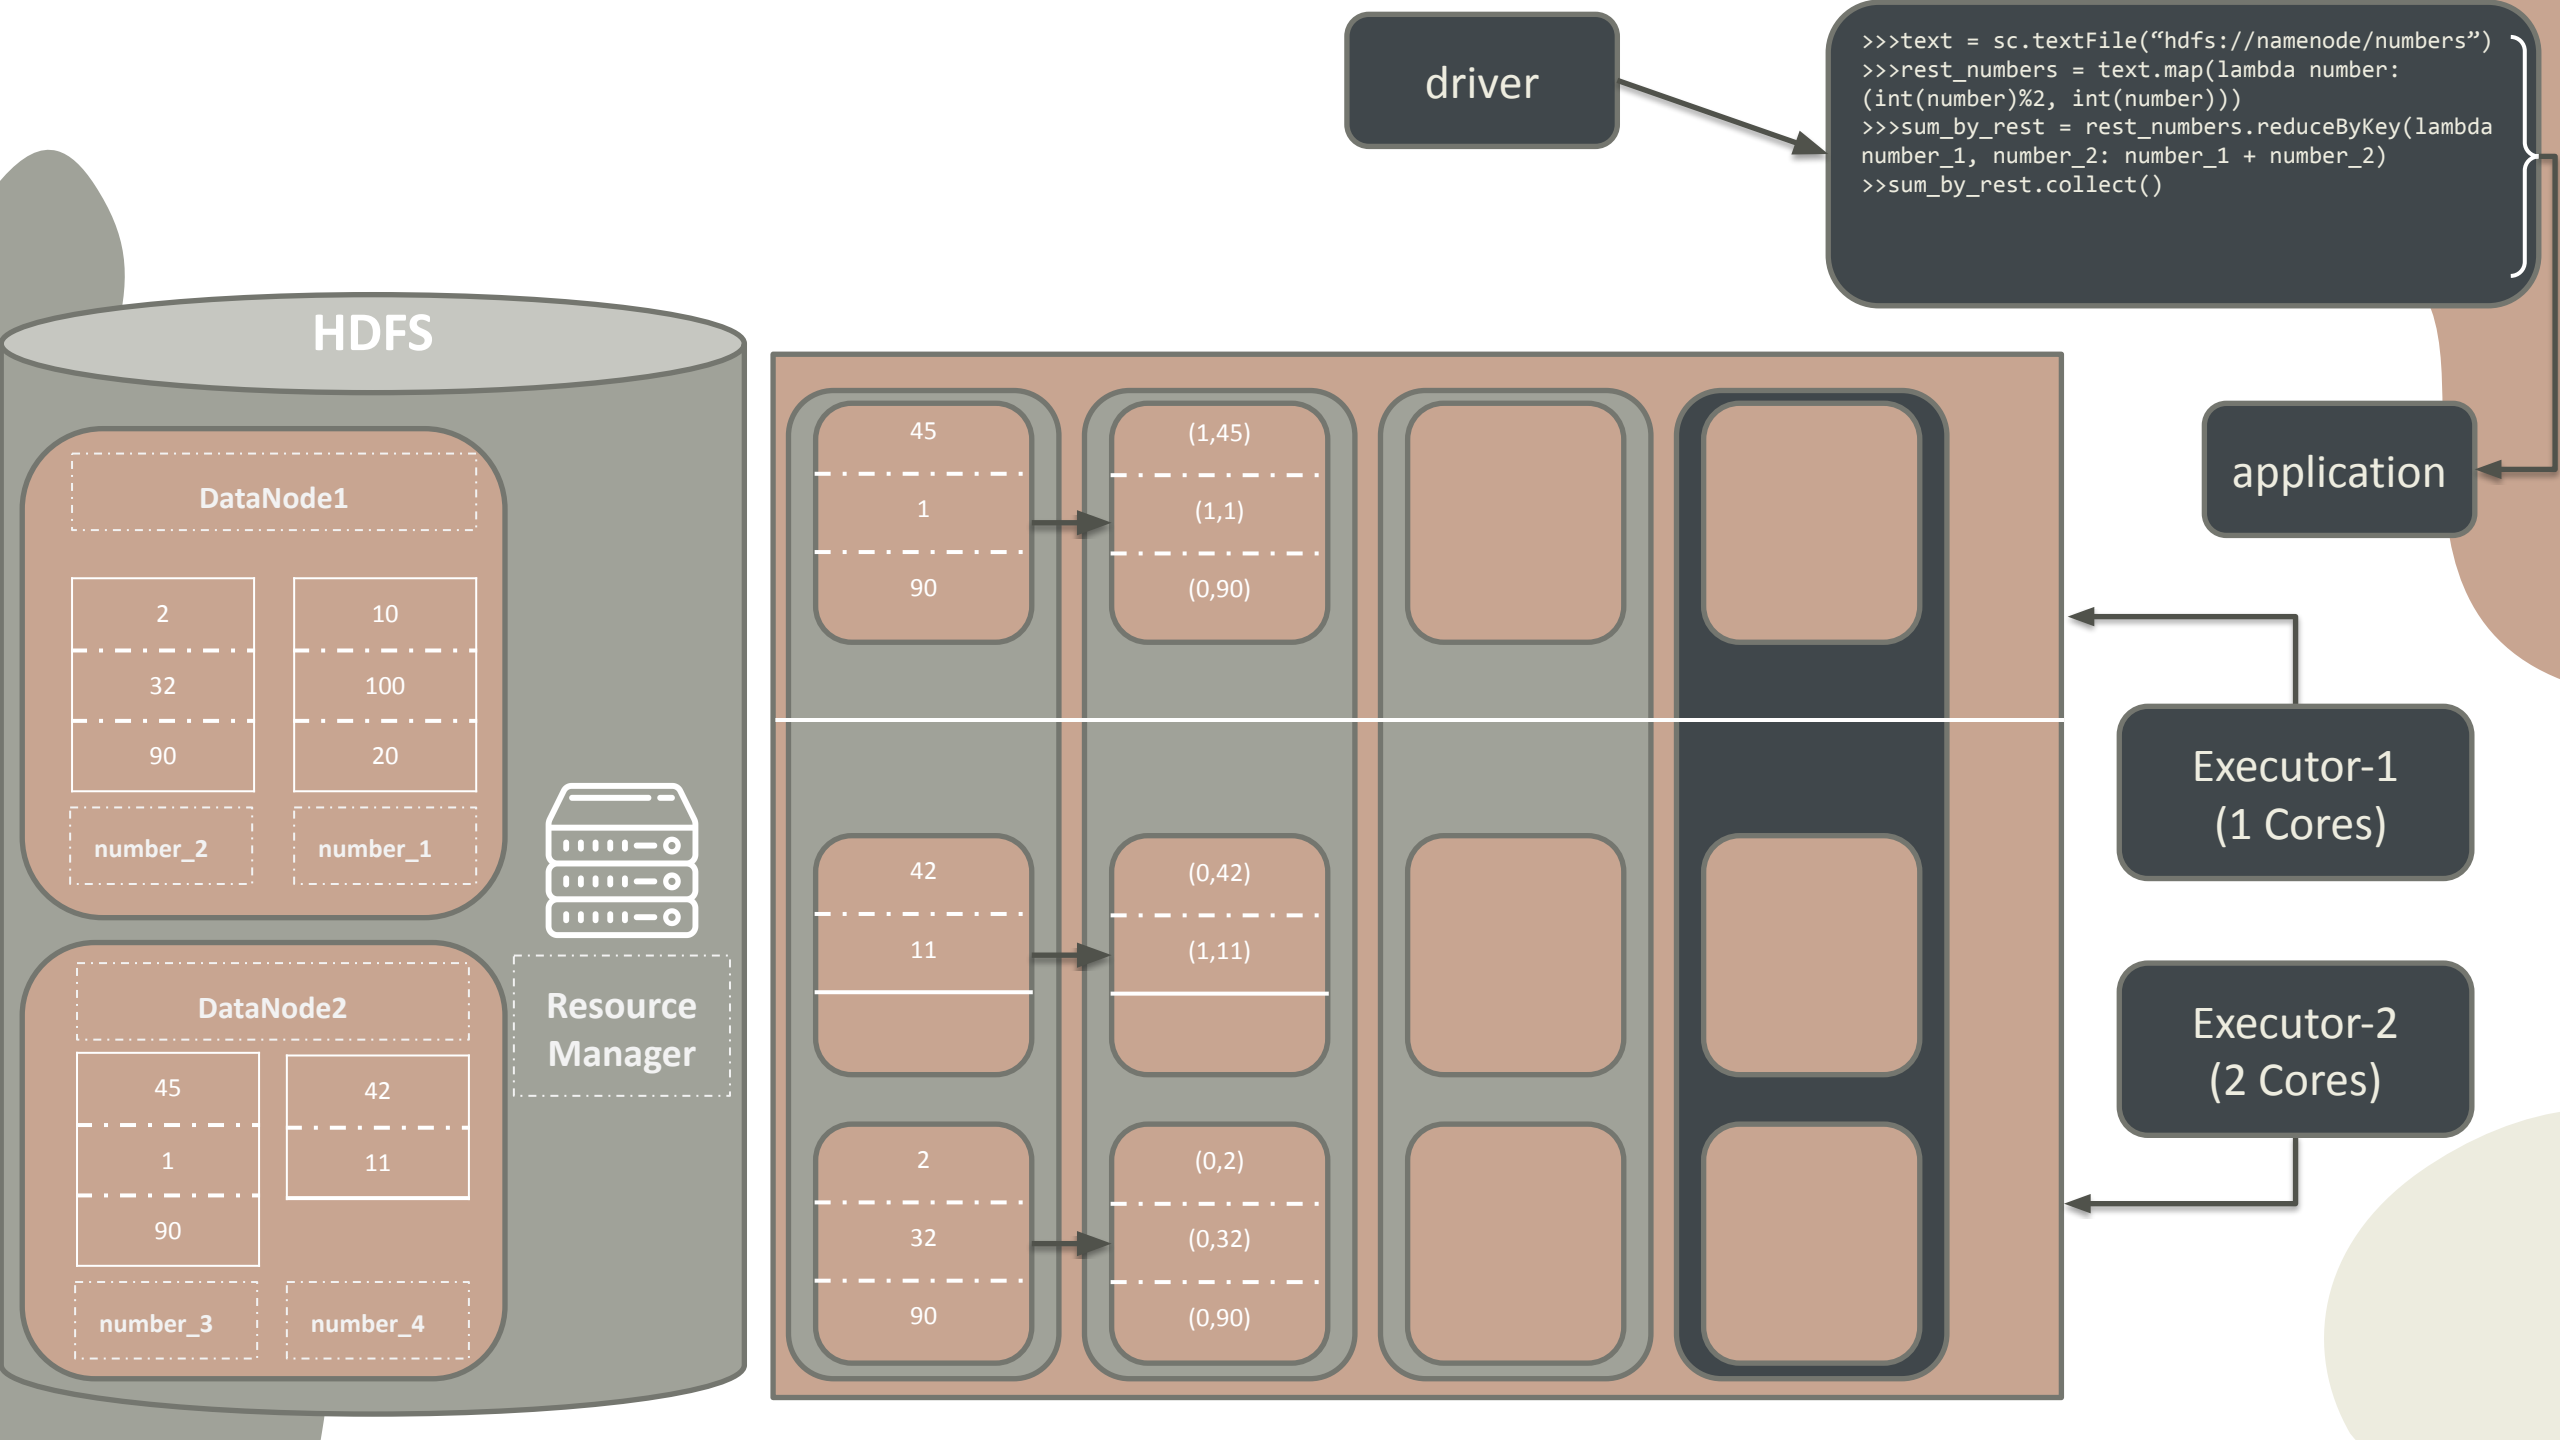 driver
>>>text = sc.textFile(“hdfs://namenode/numbers”)
>>>rest_numbers = text.map(lambda number:
(int(number)%2, int(number)))
>>>sum_by_rest = rest_numbers.reduceByKey(lambda
number_1, number_2: number_1 + number_2)
>>sum_by_rest.collect()
application
HDFS
DataNode1
2
32
90
number_2
10
100
20
number_1
DataNode2
45
1
90
number_3
42
11
number_4
Resource
Manager
45
1
90
(1,45)
(1,1)
(0,90)
42
11
(0,42)
(1,11)
2
32
90
(0,2)
(0,32)
(0,90)
Executor-1
(1 Cores)
Executor-2
(2 Cores)